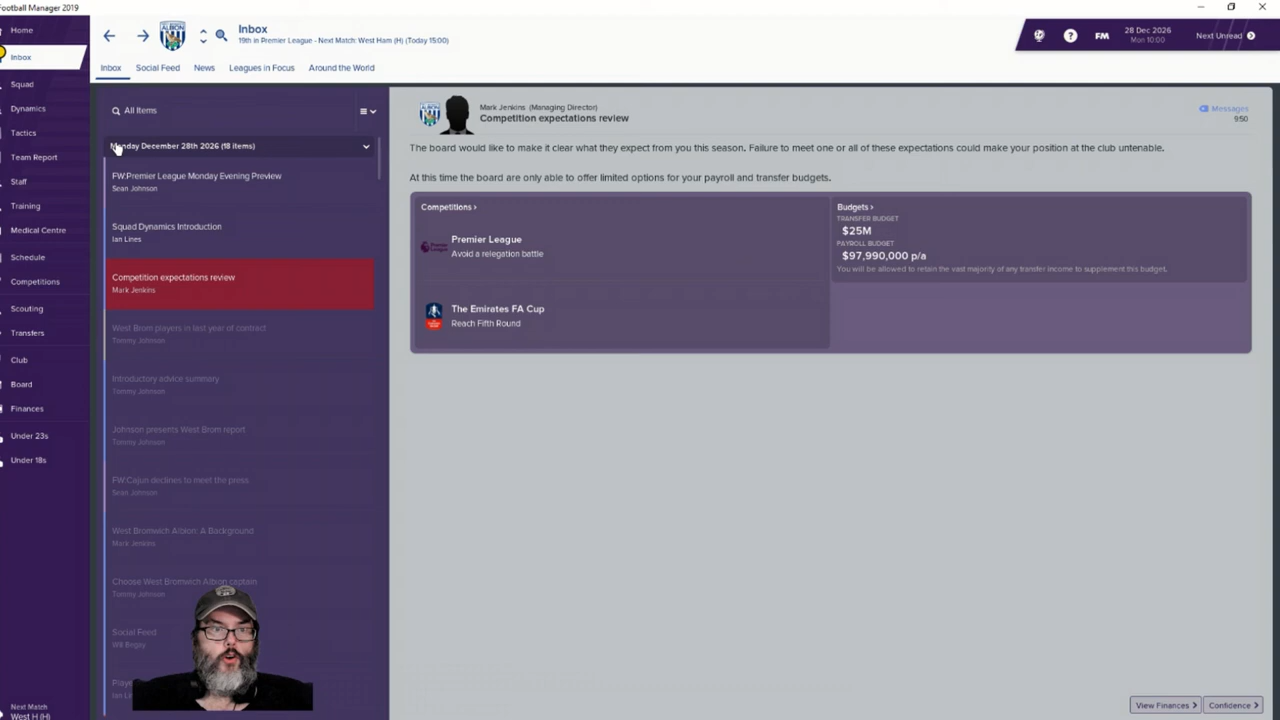 Football Manager 2019
Home
Inbox
Squad
Dynamics
Tactics
Team Report
Staff
Training
Medical Centre
Schedule
Competitions
Scouting
Transfers
Club
Board
Finances
Under 23s
Under 18s
Next Match
West H (H)
Inbox
19th in Premier League - Next Match: West Ham (H) (Today 15:00)
FM
28 Dec 2026
Mon 10:00
Next Unread
Inbox
Social Feed
News
Leagues in Focus
Around the World
All Items
Monday December 28th 2026 (18 items)
FW:Premier League Monday Evening Preview
Sean Johnson
Squad Dynamics Introduction
Ian Lines
Competition expectations review
Mark Jenkins
West Brom players in last year of contract
Tommy Johnson
Introductory advice summary
Tommy Johnson
Johnson presents West Brom report
Tommy Johnson
FW:Cajun declines to meet the press
Sean Johnson
West Bromwich Albion: A Background
Mark Jenkins
Choose West Bromwich Albion captain
Tommy Johnson
Social Feed
Will Begay
Mark Jenkins (Managing Director)
Competition expectations review
Messages
9:50
The board would like to make it clear what they expect from you this season. Failure to meet one or all of these expectations could make your position at the club untenable.
At this time the board are only able to offer limited options for your payroll and transfer budgets.
Competitions >
Premier League
Avoid a relegation battle
The Emirates FA Cup
Reach Fifth Round
Budgets >
TRANSFER BUDGET
$25M
PAYROLL BUDGET
$97,990,000 p/a
You will be allowed to retain the vast majority of any transfer income to supplement this budget.
View Finances >
Confidence >